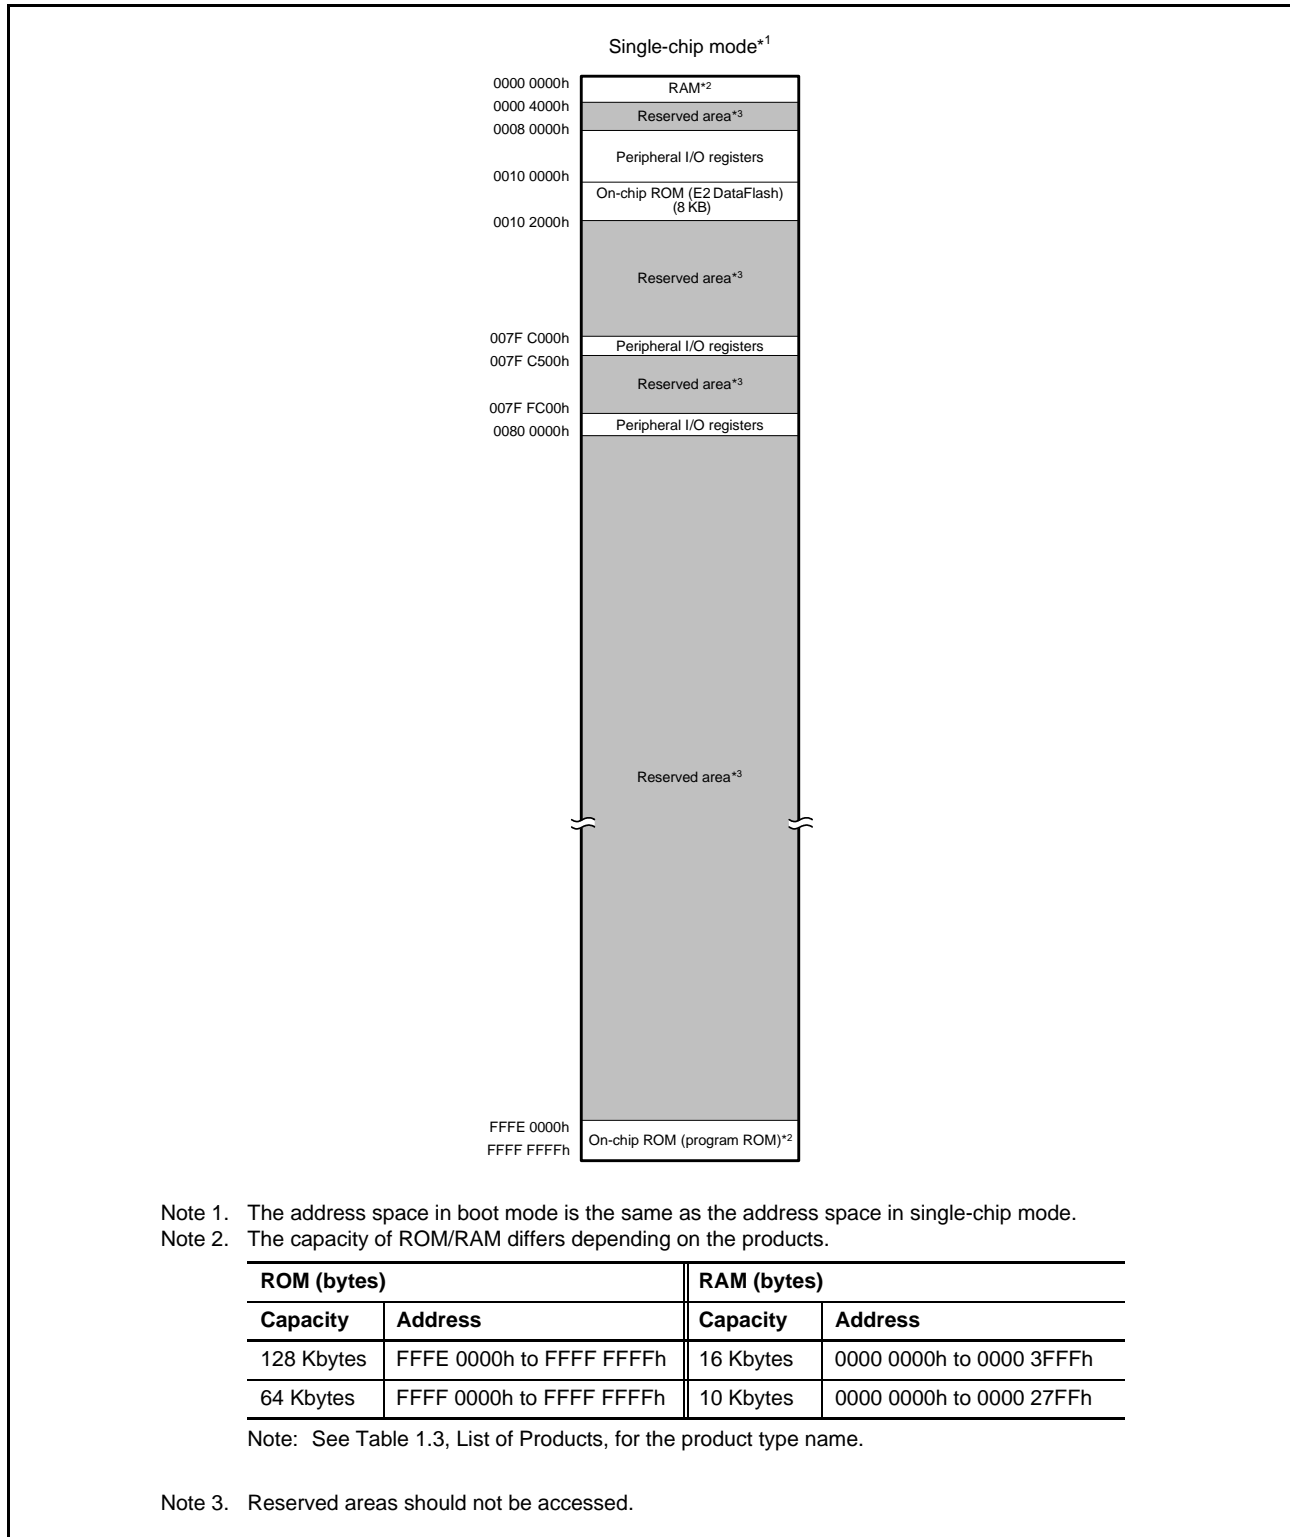 Single-chip mode*1
0000 0000h
RAM*2
0000 4000h
Reserved area*3
0008 0000h
Peripheral I/O registers
0010 0000h
On-chip ROM (E2 DataFlash)
(8 KB)
0010 2000h
Reserved area*3
007F C000h
Peripheral I/O registers
007F C500h
Reserved area*3
007F FC00h
Peripheral I/O registers
0080 0000h
Reserved area*3
FFFE 0000h
On-chip ROM (program ROM)*2
FFFF FFFFh
Note 1. The address space in boot mode is the same as the address space in single-chip mode.
Note 2. The capacity of ROM/RAM differs depending on the products.
ROM (bytes) RAM (bytes)
Capacity Address Capacity Address
128 Kbytes FFFE 0000h to FFFF FFFFh 16 Kbytes 0000 0000h to 0000 3FFFh
64 Kbytes FFFF 0000h to FFFF FFFFh 10 Kbytes 0000 0000h to 0000 27FFh
Note: See Table 1.3, List of Products, for the product type name.
Note 3. Reserved areas should not be accessed.